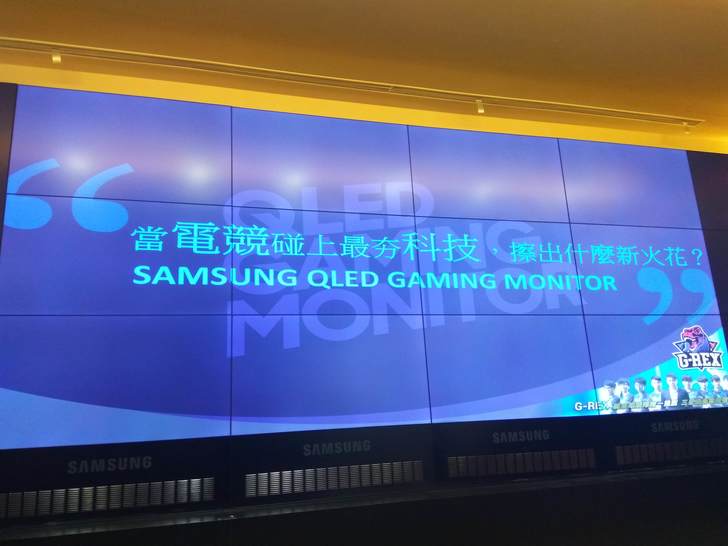 QLED
GAMING
MONITOR
當電競碰上最夯科技，擦出什麼新火花？
SAMSUNG QLED GAMING MONITOR
G-REX
SAMSUNG
SAMSUNG
SAMSUNG
SAMSUNG